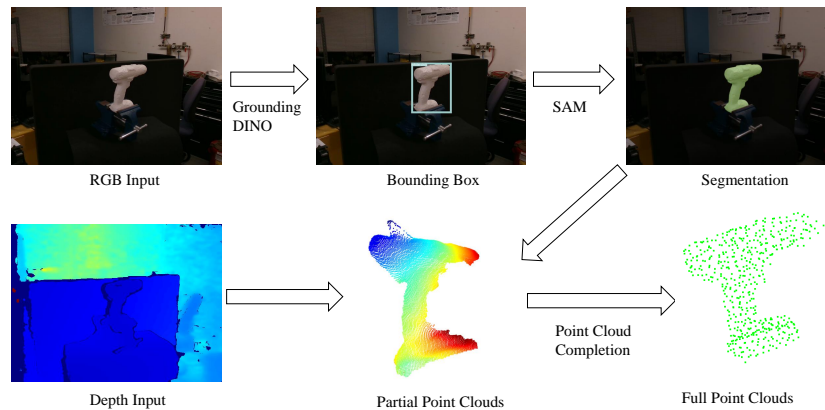 Grounding
DINO
SAM
RGB Input
Bounding Box
Segmentation
Point Cloud
Completion
Depth Input
Partial Point Clouds
Full Point Clouds